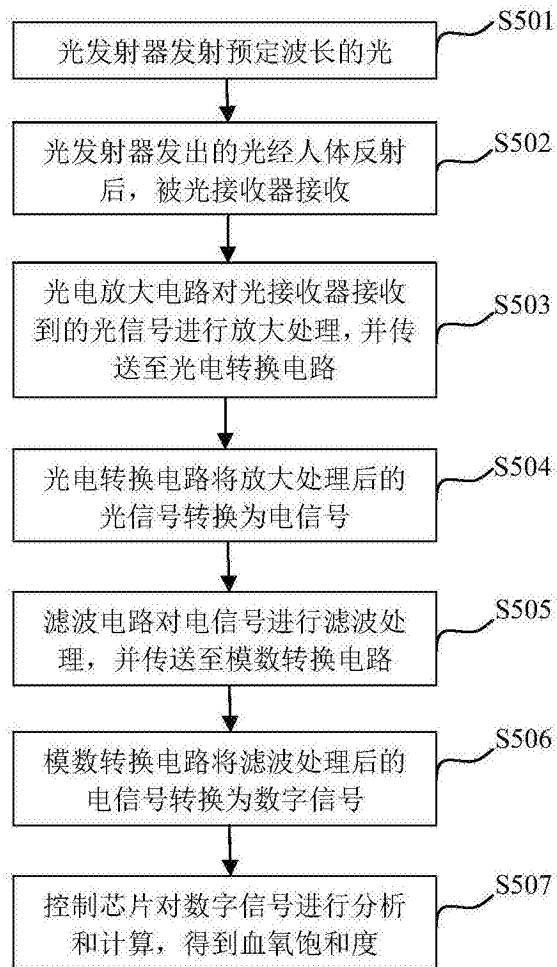 光发射器发射预定波长的光
S501
光发射器发出的光经人体反射
后，被光接收器接收
S502
光电放大电路对光接收器接收
到的光信号进行放大处理，并传
送至光电转换电路
S503
光电转换电路将放大处理后的
光信号转换为电信号
S504
滤波电路对电信号进行滤波处
理，并传送至模数转换电路
S505
模数转换电路将滤波处理后的
电信号转换为数字信号
S506
控制芯片对数字信号进行分析
和计算，得到血氧饱和度
S507